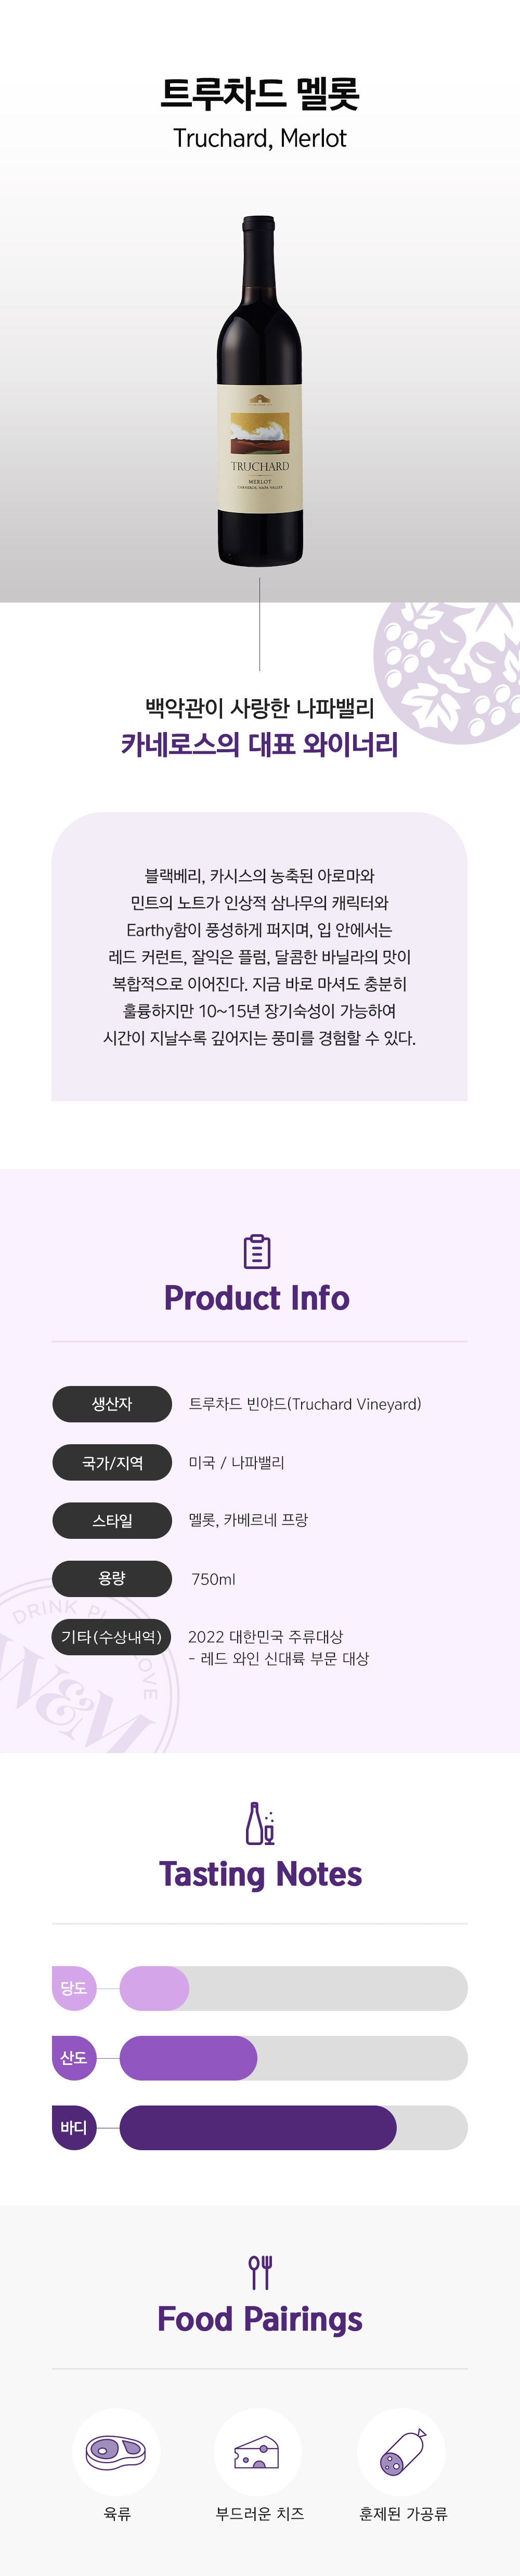 트루차드 멜롯
Truchard, Merlot
TRUCHARD
MERLOT
CARNEROS, NAPA VALLEY
백악관이 사랑한 나파밸리
카네로스의 대표 와이너리
블랙베리, 카시스의 농축된 아로마와
민트의 노트가 인상적 삼나무의 캐릭터와
Earthy함이 풍성하게 퍼지며, 입 안에서는
레드 커런트, 잘익은 플럼, 달콤한 바닐라의 맛이
복합적으로 이어진다. 지금 바로 마셔도 충분히
훌륭하지만 10~15년 장기숙성이 가능하여
시간이 지날수록 깊어지는 풍미를 경험할 수 있다.
Product Info
생산자 트루차드 빈야드(Truchard Vineyard)
국가/지역 미국 / 나파밸리
스타일 멜롯, 카베르네 프랑
용량 750ml
기타(수상내역) 2022 대한민국 주류대상
- 레드 와인 신대륙 부문 대상
DRINK
W&M
Tasting Notes
당도
산도
바디
Food Pairings
육류 부드러운 치즈 훈제된 가공류